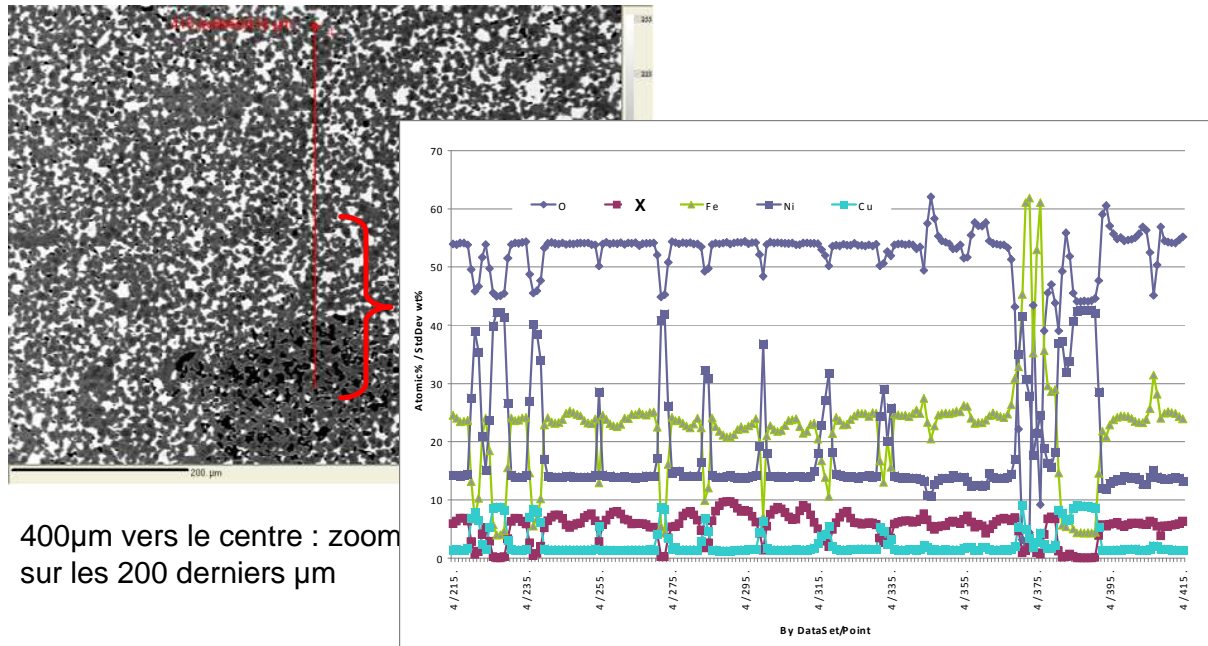 255
225
200. µm
400µm vers le centre : zoom
sur les 200 derniers µm
70
60
50
40
30
20
10
0
Atomic% / StdDev wt%
O X Fe Ni Cu
4 / 215 . 4 / 235 . 4 / 255 . 4 / 275 . 4 / 295 . 4 / 315 . 4 / 335 . 4 / 355 . 4 / 375 . 4 / 395 . 4 / 415 .
By DataSet/Point